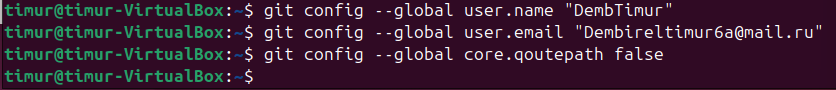 timur@timur-VirtualBox:~$ git config --global user.name "DembTimur"
timur@timur-VirtualBox:~$ git config --global user.email "Dembireltimur6a@mail.ru"
timur@timur-VirtualBox:~$ git config --global core.qoutepath false
timur@timur-VirtualBox:~$